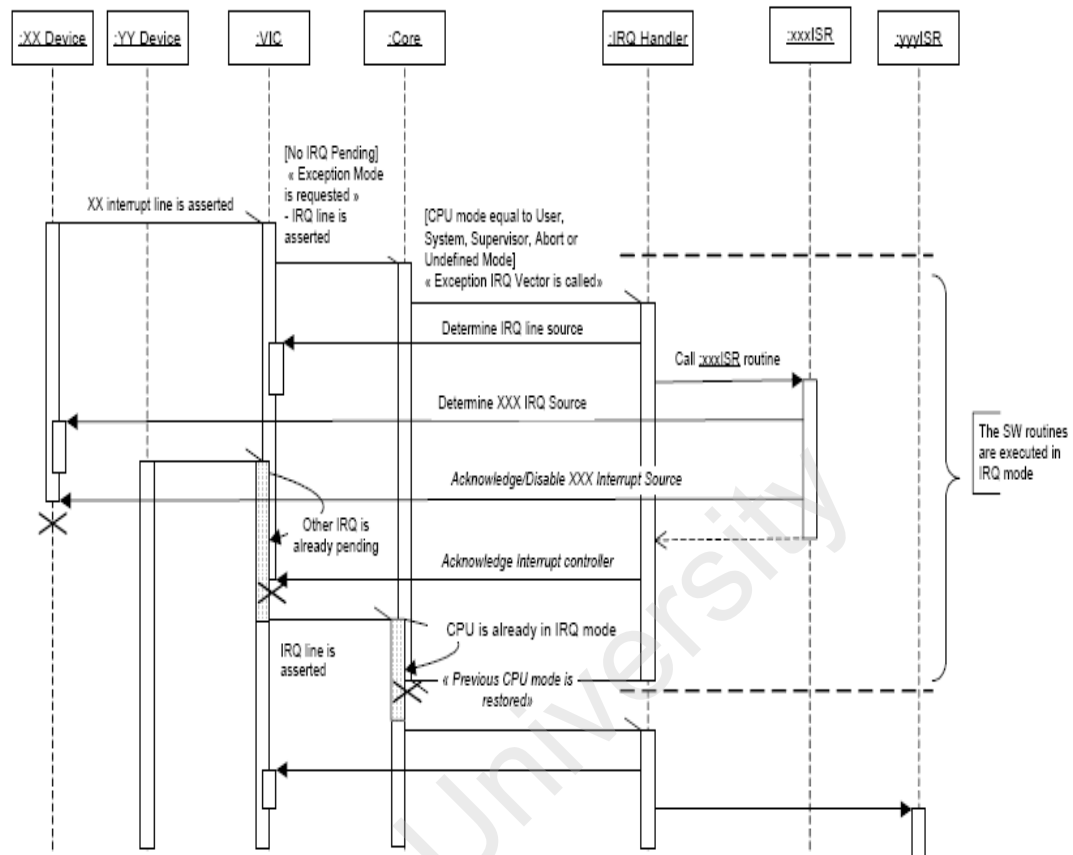 :XX Device
:YY Device
:VIC
:Core
:IRQ Handler
:xxxISR
:yyyISR
[No IRQ Pending]
« Exception Mode
is requested »
- IRQ line is
asserted
XX interrupt line is asserted
[CPU mode equal to User,
System, Supervisor, Abort or
Undefined Mode]
« Exception IRQ Vector is called»
Determine IRQ line source
Call :xxxISR routine
Determine XXX IRQ Source
The SW routines
are executed in
IRQ mode
Acknowledge/Disable XXX Interrupt Source
Other IRQ is
already pending
Acknowledge Interrupt controller
CPU is already in IRQ mode
IRQ line is
asserted
« Previous CPU mode is
restored»
University